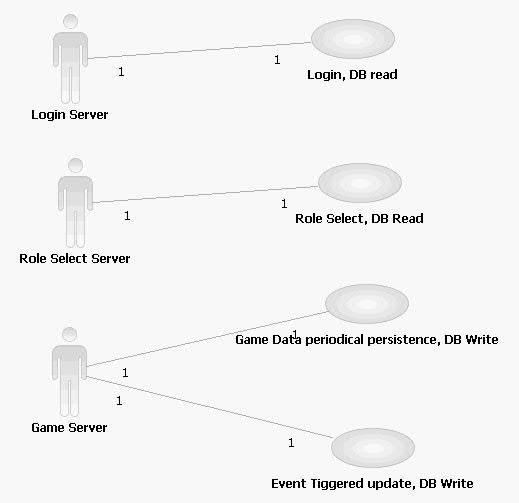 1
1
Login, DB read
Login Server
1
1
Role Select, DB Read
Role Select Server
1
Game Data periodical persistence, DB Write
1
1
Game Server
1
Event Tiggered update, DB Write